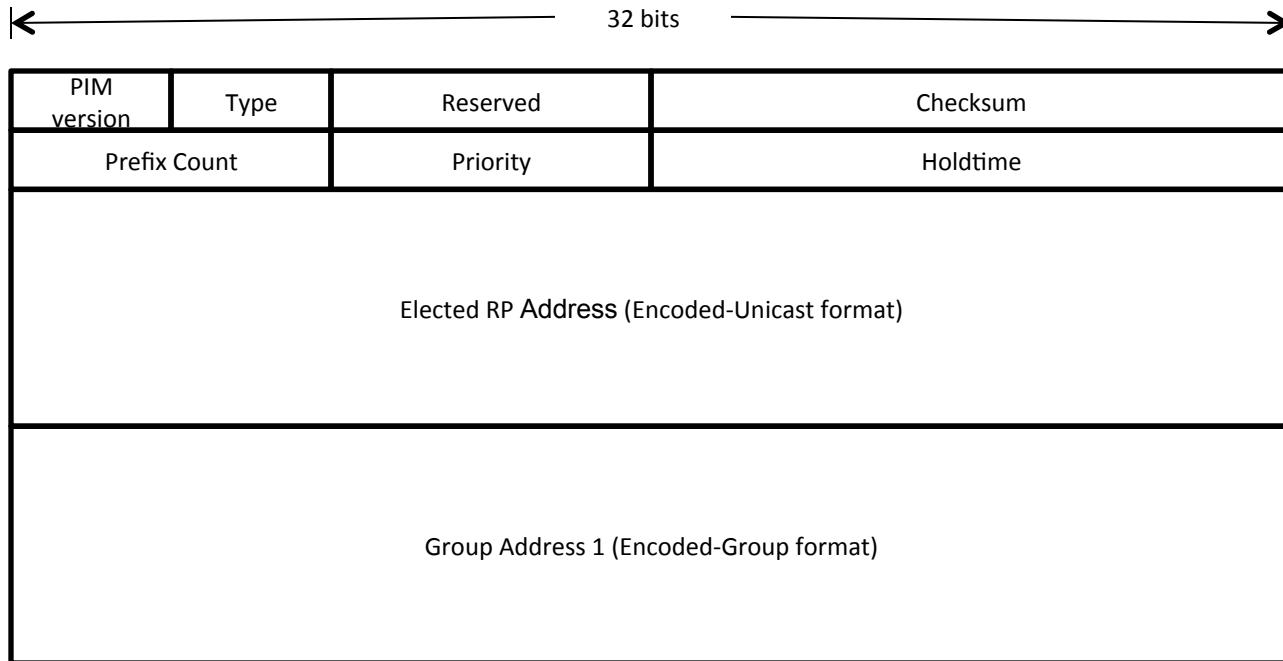 32 bits
PIM version
Type
Reserved
Checksum
Prefix Count
Priority
Holdtime
Elected RP Address (Encoded-Unicast format)
Group Address 1 (Encoded-Group format)